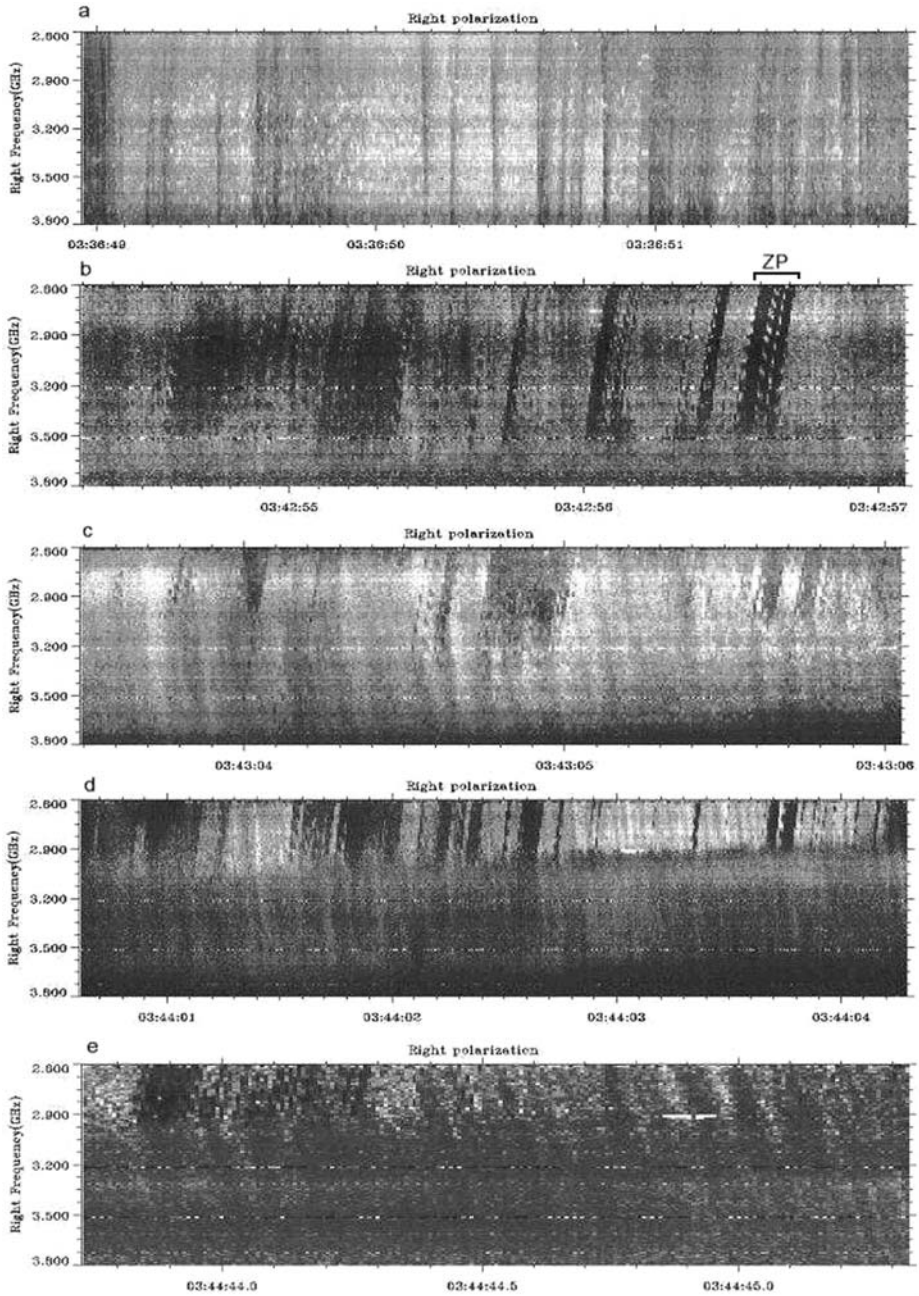 a
Right polarization
Right Frequency(GHz)
2.600
2.900
3.200
3.500
3.800
03:36:49
03:36:50
03:36:51
b
Right polarization
ZP
Right Frequency(GHz)
2.600
2.900
3.200
3.500
3.800
03:42:55
03:42:56
03:42:57
c
Right polarization
Right Frequency(GHz)
2.600
2.900
3.200
3.500
3.800
03:43:04
03:43:05
03:43:06
d
Right polarization
Right Frequency(GHz)
2.600
2.900
3.200
3.500
3.800
03:44:01
03:44:02
03:44:03
03:44:04
e
Right polarization
Right Frequency(GHz)
2.600
2.900
3.200
3.500
3.800
03:44:44.0
03:44:44.5
03:44:45.0